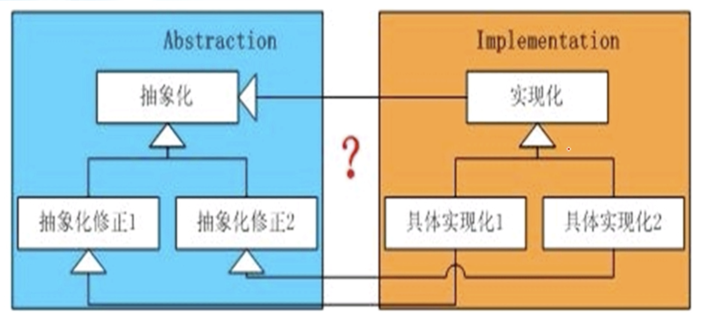 Abstraction
Implementation
抽象化
实现化
?
抽象化修正1
抽象化修正2
具体实现化1
具体实现化2